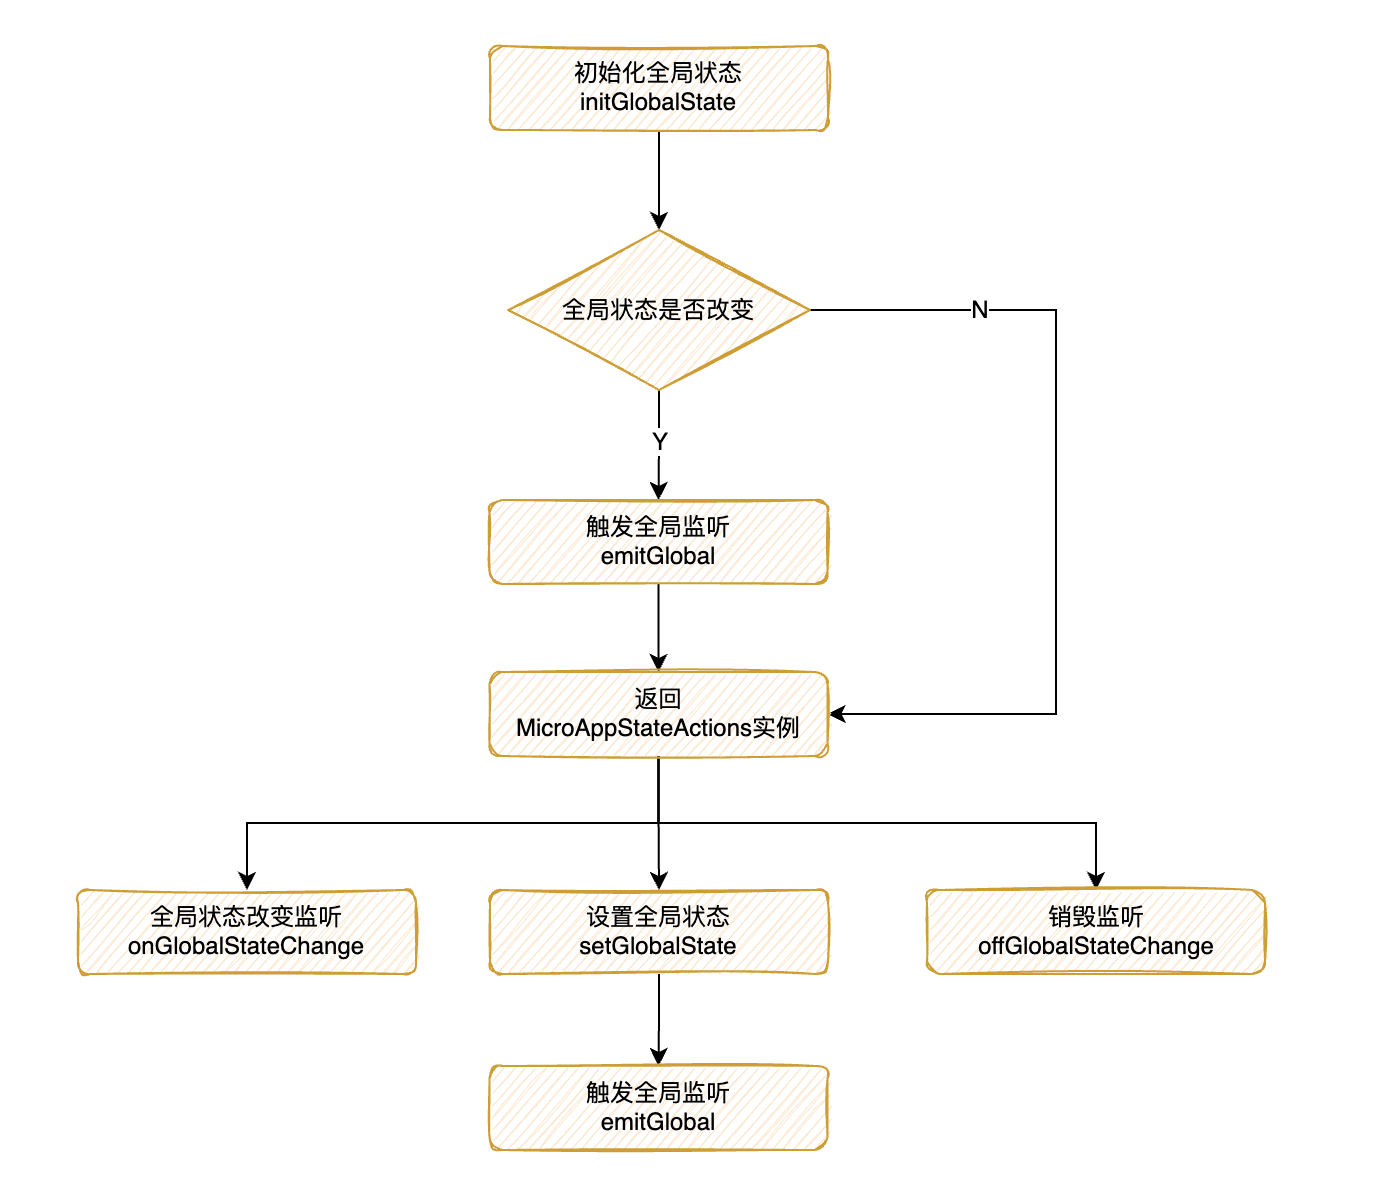 初始化全局状态
initGlobalState
全局状态是否改变
N
Y
触发全局监听
emitGlobal
返回
MicroAppStateActions实例
全局状态改变监听
onGlobalStateChange
设置全局状态
setGlobalState
销毁监听
offGlobalStateChange
触发全局监听
emitGlobal